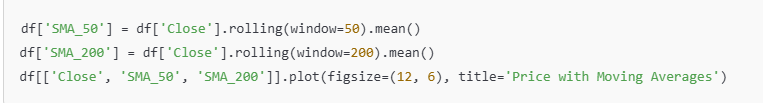 df['SMA_50'] = df['Close'].rolling(window=50).mean()
df['SMA_200'] = df['Close'].rolling(window=200).mean()
df[['Close', 'SMA_50', 'SMA_200']].plot(figsize=(12, 6), title='Price with Moving Averages')